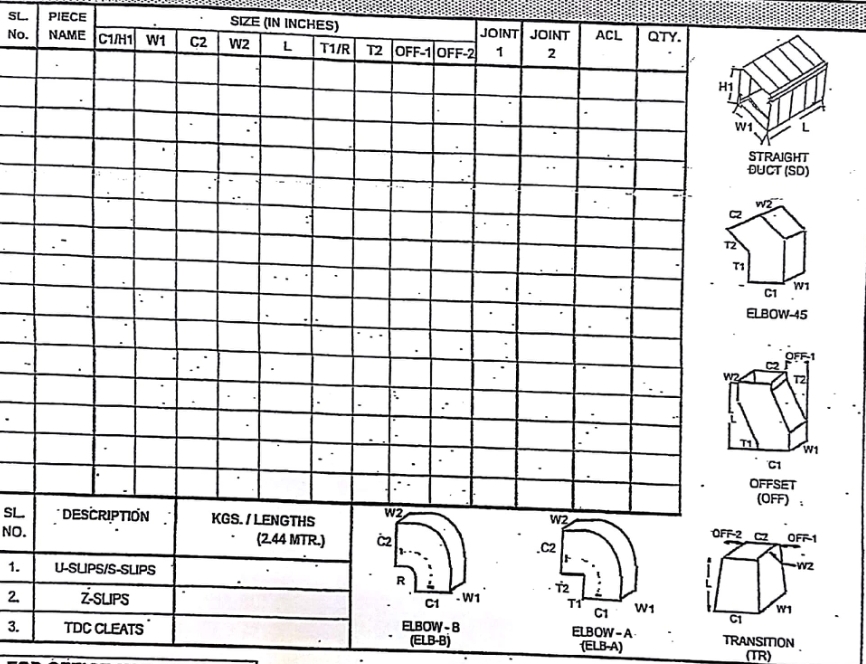 SL. No. PIECE NAME SIZE (IN INCHES) JOINT 1 JOINT 2 ACL QTY.
C1/H1 W1 C2 W2 L T1/R T2 OFF-1 OFF-2
H1
W1
L
STRAIGHT
DUCT (SD)
C2
W2
T2
T1
C1
W1
ELBOW-45
OFF-1
C2
W2
T2
L
T1
W1
C1
OFFSET
(OFF)
SL. NO. DESCRIPTION KGS. / LENGTHS
(2.44 MTR.)
1. U-SLIPS/S-SLIPS
2. Z-SLIPS
3. TDC CLEATS
W2
C2
R
C1
W1
ELBOW - B
(ELB-B)
W2
C2
T2
T1
C1
W1
ELBOW - A
(ELB-A)
OFF-2
C2
OFF-1
W2
L
W1
C1
TRANSITION
(TR)